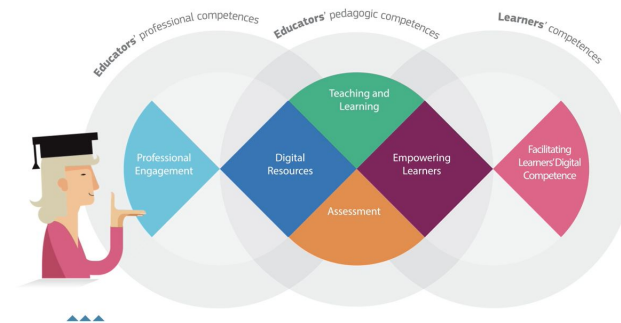 Educators' professional competences
Educators' pedagogic competences
Learners' competences
Teaching and
Learning
Professional
Engagement
Digital
Resources
Empowering
Learners
Facilitating
Learners'Digital
Competence
Assessment